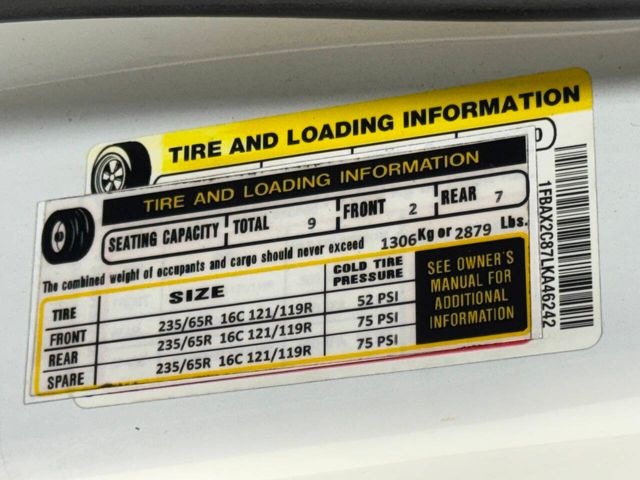 TIRE AND LOADING INFORMATION
0
1FBAX2C87LKA46242
TIRE AND LOADING INFORMATION
SEATING CAPACITY TOTAL 9 FRONT 2 REAR 7
The combined weight of occupants and cargo should never exceed 1306 Kg or 2879 Lbs.
TIRE SIZE COLD TIRE PRESSURE
FRONT 235/65R 16C 121/119R 52 PSI
REAR 235/65R 16C 121/119R 75 PSI
SPARE 235/65R 16C 121/119R 75 PSI
SEE OWNER'S
MANUAL FOR
ADDITIONAL
INFORMATION